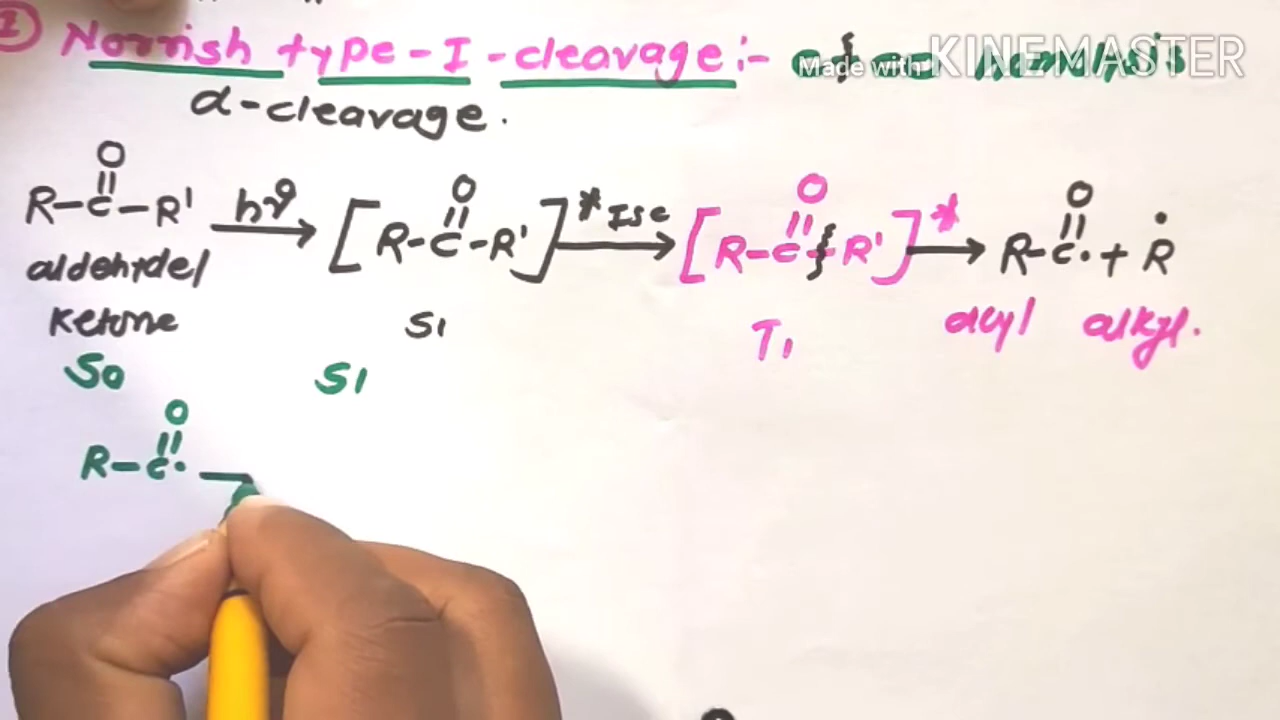 I Norrish type-I-cleavage:-
Made with KINEMASTER
α-cleavage.
R-C(=O)-R' hν → [R-C(=O)-R']* Isc → [R-C(=O)-R']* → R-C(=O)· + Ṙ
aldehyde/
ketone
S1
T1
acyl alkyl.
S0 S1
R-C(=O)·